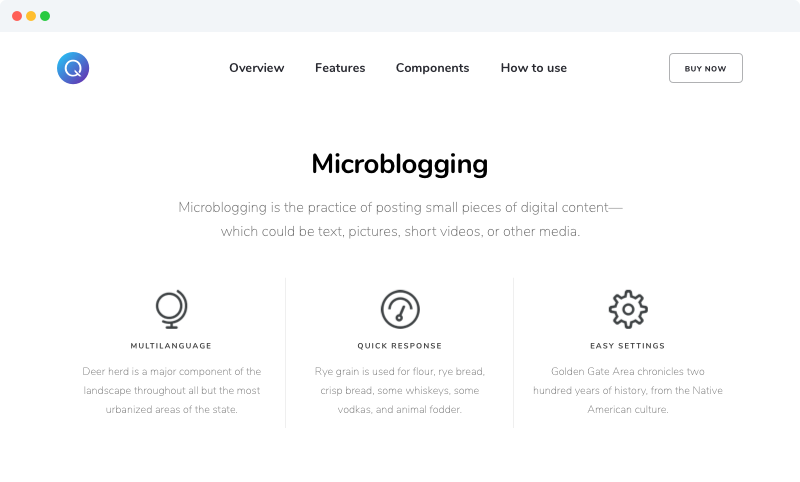 Q
Overview Features Components How to use BUY NOW
Microblogging
Microblogging is the practice of posting small pieces of digital content—
which could be text, pictures, short videos, or other media.
MULTILANGUAGE
Deer herd is a major component of the
landscape throughout all but the most
urbanized areas of the state.
QUICK RESPONSE
Rye grain is used for flour, rye bread,
crisp bread, some whiskeys, some
vodkas, and animal fodder.
EASY SETTINGS
Golden Gate Area chronicles two
hundred years of history, from the Native
American culture.